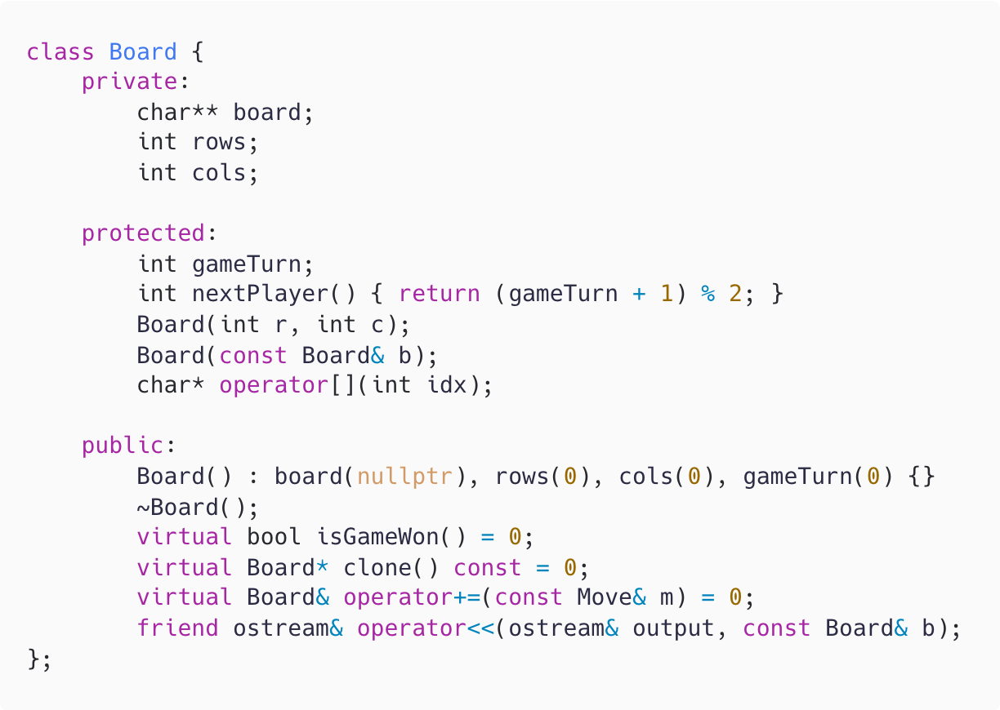 class Board {
    private:
        char** board;
        int rows;
        int cols;

    protected:
        int gameTurn;
        int nextPlayer() { return (gameTurn + 1) % 2; }
        Board(int r, int c);
        Board(const Board& b);
        char* operator[](int idx);

    public:
        Board() : board(nullptr), rows(0), cols(0), gameTurn(0) {}
        ~Board();
        virtual bool isGameWon() = 0;
        virtual Board* clone() const = 0;
        virtual Board& operator+=(const Move& m) = 0;
        friend ostream& operator<<(ostream& output, const Board& b);
};